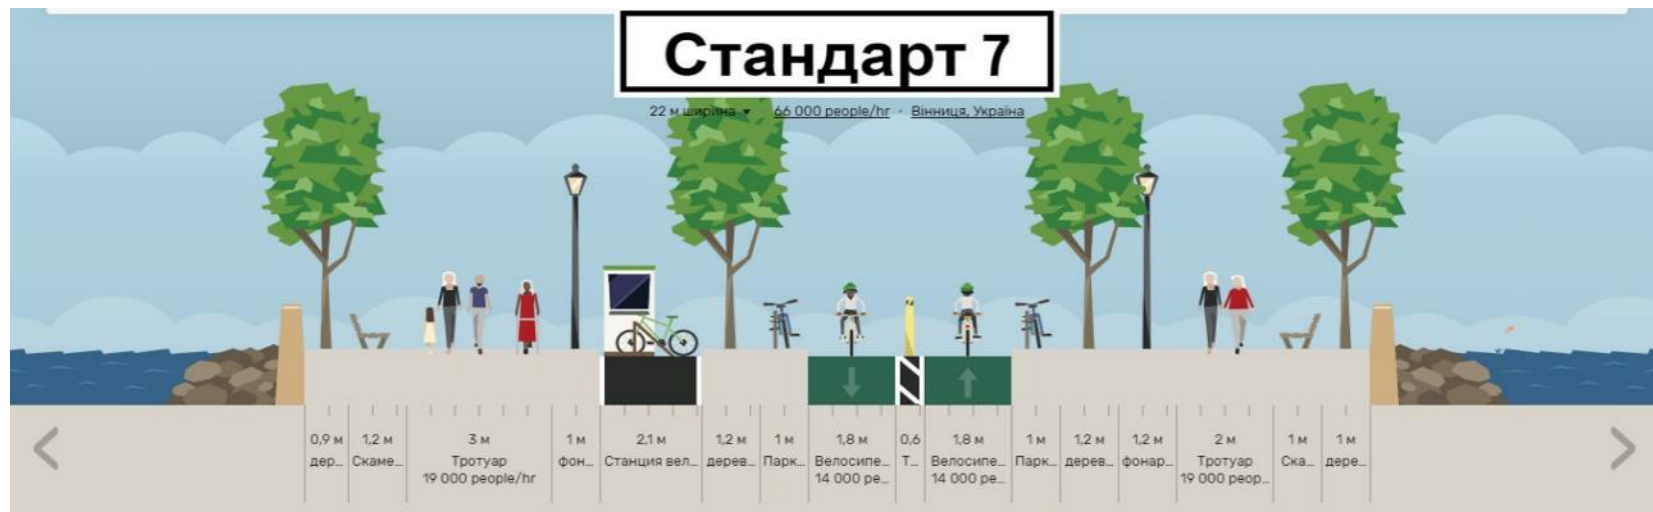 Стандарт 7
22 м ширина 66 000 people/hr · Вінниця, Україна
0,9 м 1,2 м 3 м 1 м 2,1 м 1,2 м 1 м 1,8 м 0,6 1,8 м 1 м 1,2 м 1,2 м 2 м 1 м 1 м
дер... Скаме... Тротуар фон... Станция вел... дерев... Парк... Велосипе... Т... Велосипе... Парк... дерев... фонар... Тротуар Ска... дере...
19 000 people/hr 14 000 pe... 14 000 pe... 19 000 peop...